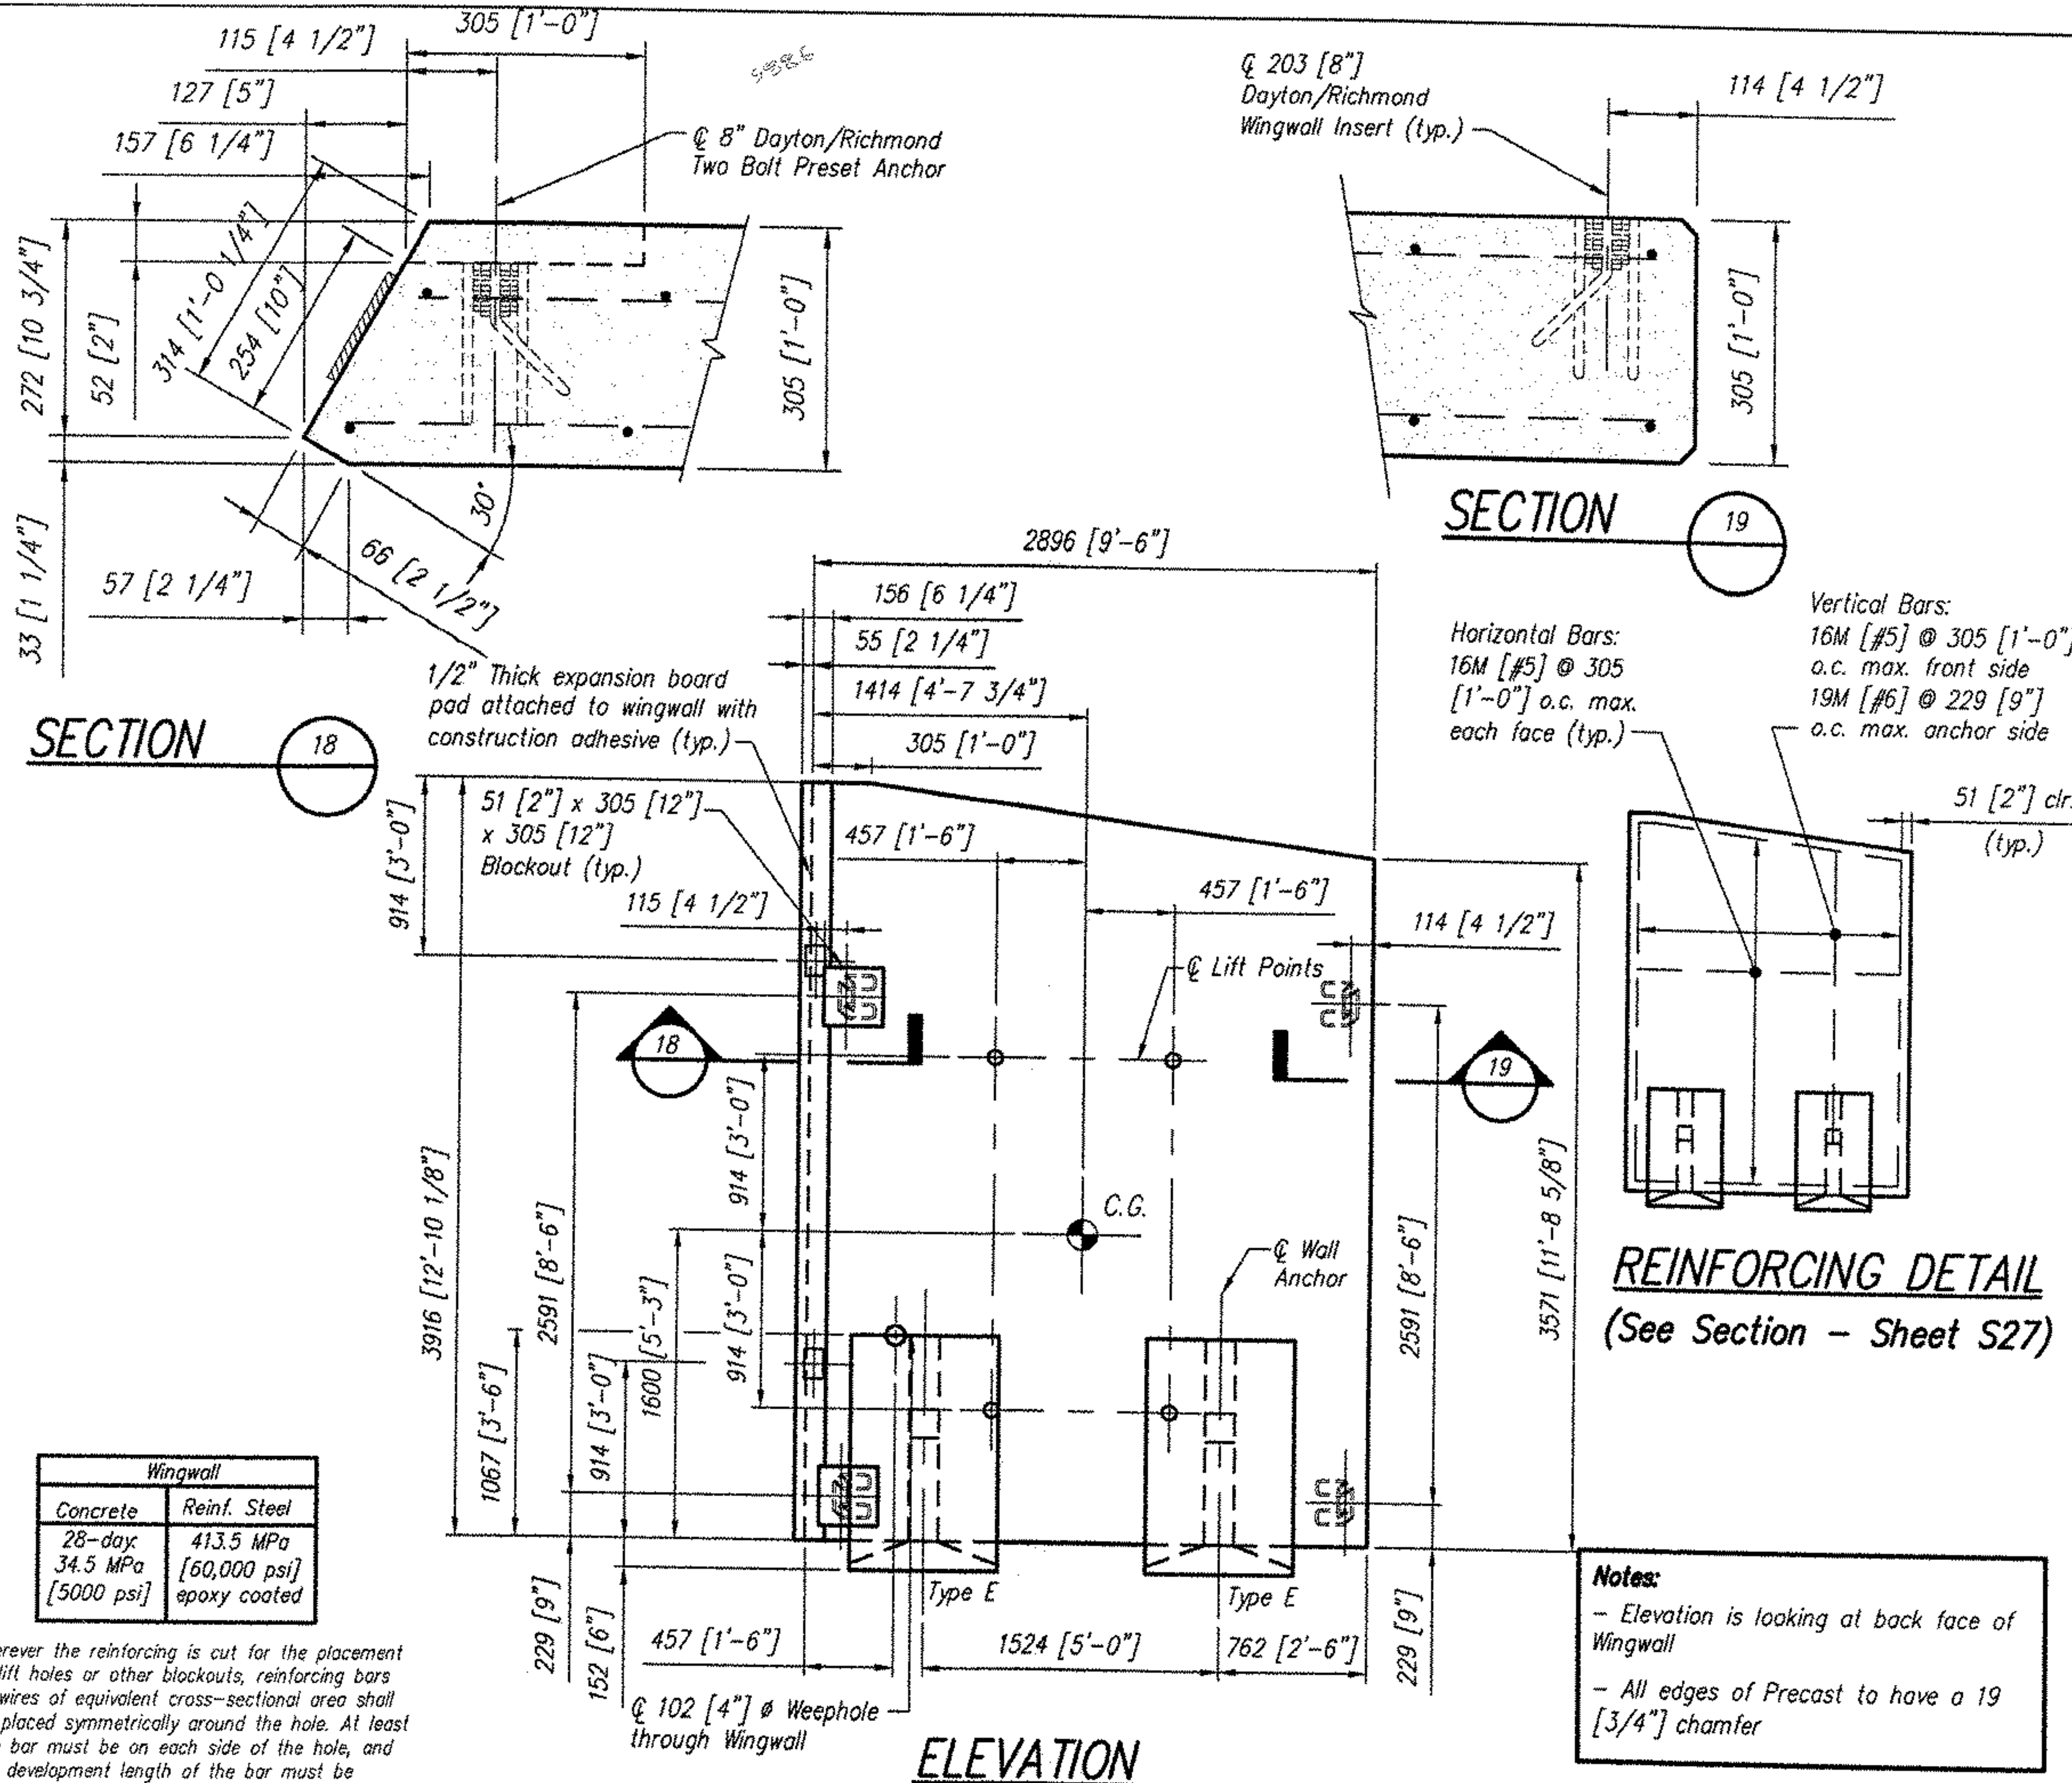 115 [4 1/2"]
305 [1'-0"]
127 [5"]
157 [6 1/4"]
℄ 8" Dayton/Richmond
Two Bolt Preset Anchor
314 [1'-0 1/4"]
254 [10"]
272 [10 3/4"]
52 [2"]
305 [1'-0"]
33 [1 1/4"]
30°
66 [2 1/2"]
57 [2 1/4"]
SECTION 18
℄ 203 [8"]
Dayton/Richmond
Wingwall Insert (typ.)
114 [4 1/2"]
305 [1'-0"]
SECTION 19
2896 [9'-6"]
156 [6 1/4"]
55 [2 1/4"]
1414 [4'-7 3/4"]
305 [1'-0"]
1/2" Thick expansion board
pad attached to wingwall with
construction adhesive (typ.)
51 [2"] x 305 [12"]
x 305 [12"]
Blockout (typ.)
457 [1'-6"]
457 [1'-6"]
115 [4 1/2"]
114 [4 1/2"]
914 [3'-0"]
℄ Lift Points
18
19
914 [3'-0"]
3916 [12'-10 1/8"]
2591 [8'-6"]
C.G.
℄ Wall
Anchor
1600 [5'-3"]
914 [3'-0"]
1067 [3'-6"]
914 [3'-0"]
2591 [8'-6"]
3571 [11'-8 5/8"]
Type E
Type E
229 [9"]
152 [6"]
457 [1'-6"]
1524 [5'-0"]
762 [2'-6"]
229 [9"]
℄ 102 [4"] ø Weephole
through Wingwall
ELEVATION
Horizontal Bars:
16M [#5] @ 305
[1'-0"] o.c. max.
each face (typ.)
Vertical Bars:
16M [#5] @ 305 [1'-0"]
o.c. max. front side
19M [#6] @ 229 [9"]
o.c. max. anchor side
51 [2"] clr.
(typ.)
REINFORCING DETAIL
(See Section - Sheet S27)
Wingwall
Concrete Reinf. Steel
28-day: 413.5 MPa
34.5 MPa [60,000 psi]
[5000 psi] epoxy coated
erever the reinforcing is cut for the placement
lift holes or other blockouts, reinforcing bars
wires of equivalent cross-sectional area shall
placed symmetrically around the hole. At least
bar must be on each side of the hole, and
development length of the bar must be
Notes:
- Elevation is looking at back face of
Wingwall
- All edges of Precast to have a 19
[3/4"] chamfer